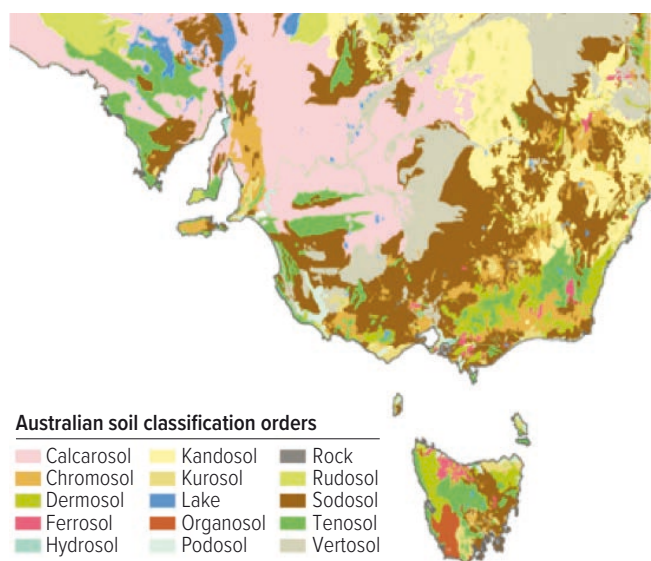 Australian soil classification orders
Calcarosol Kandosol Rock
Chromosol Kurosol Rudosol
Dermosol Lake Sodosol
Ferrosol Organosol Tenosol
Hydrosol Podosol Vertosol